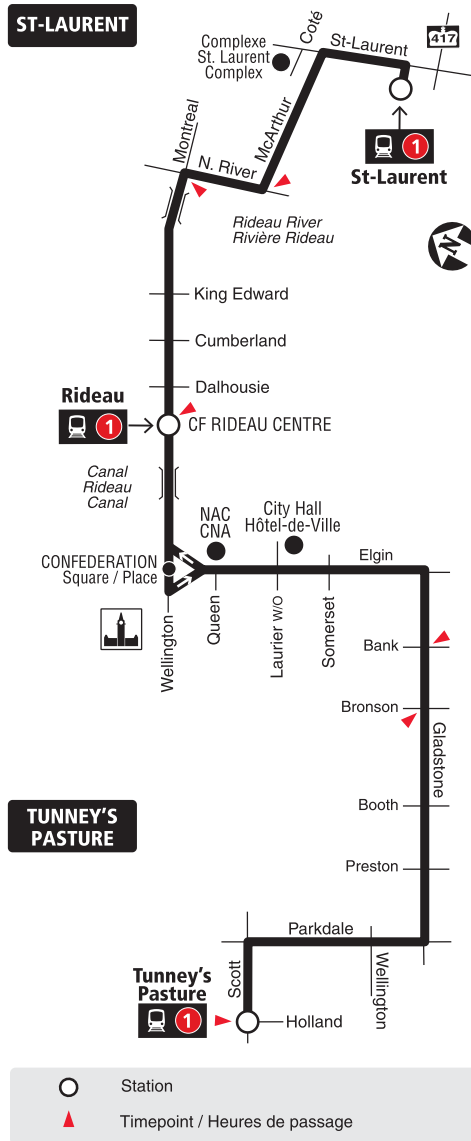 ST-LAURENT
Coté
St-Laurent
417
Complexe
St. Laurent
Complex
McArthur
1
St-Laurent
Montreal
N. River
Rideau River
Rivière Rideau
N
King Edward
Cumberland
Dalhousie
Rideau
1
CF RIDEAU CENTRE
Canal
Rideau
Canal
NAC
CNA
City Hall
Hôtel-de-Ville
CONFEDERATION
Square / Place
Elgin
Wellington
Queen
Laurier W/O
Somerset
Bank
Bronson
Gladstone
Booth
TUNNEY'S
PASTURE
Preston
Parkdale
Scott
Wellington
Tunney's
Pasture
1
Holland
Station
Timepoint / Heures de passage